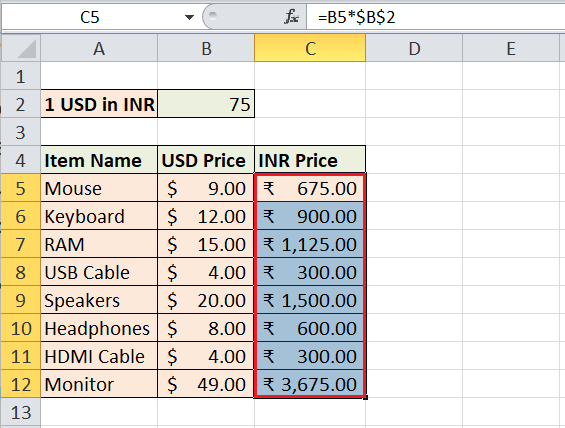 C5 fx =B5*$B$2
A B C D E
1
2 1 USD in INR 75
3
4 Item Name USD Price INR Price
5 Mouse $ 9.00 ₹ 675.00
6 Keyboard $ 12.00 ₹ 900.00
7 RAM $ 15.00 ₹ 1,125.00
8 USB Cable $ 4.00 ₹ 300.00
9 Speakers $ 20.00 ₹ 1,500.00
10 Headphones $ 8.00 ₹ 600.00
11 HDMI Cable $ 4.00 ₹ 300.00
12 Monitor $ 49.00 ₹ 3,675.00
13